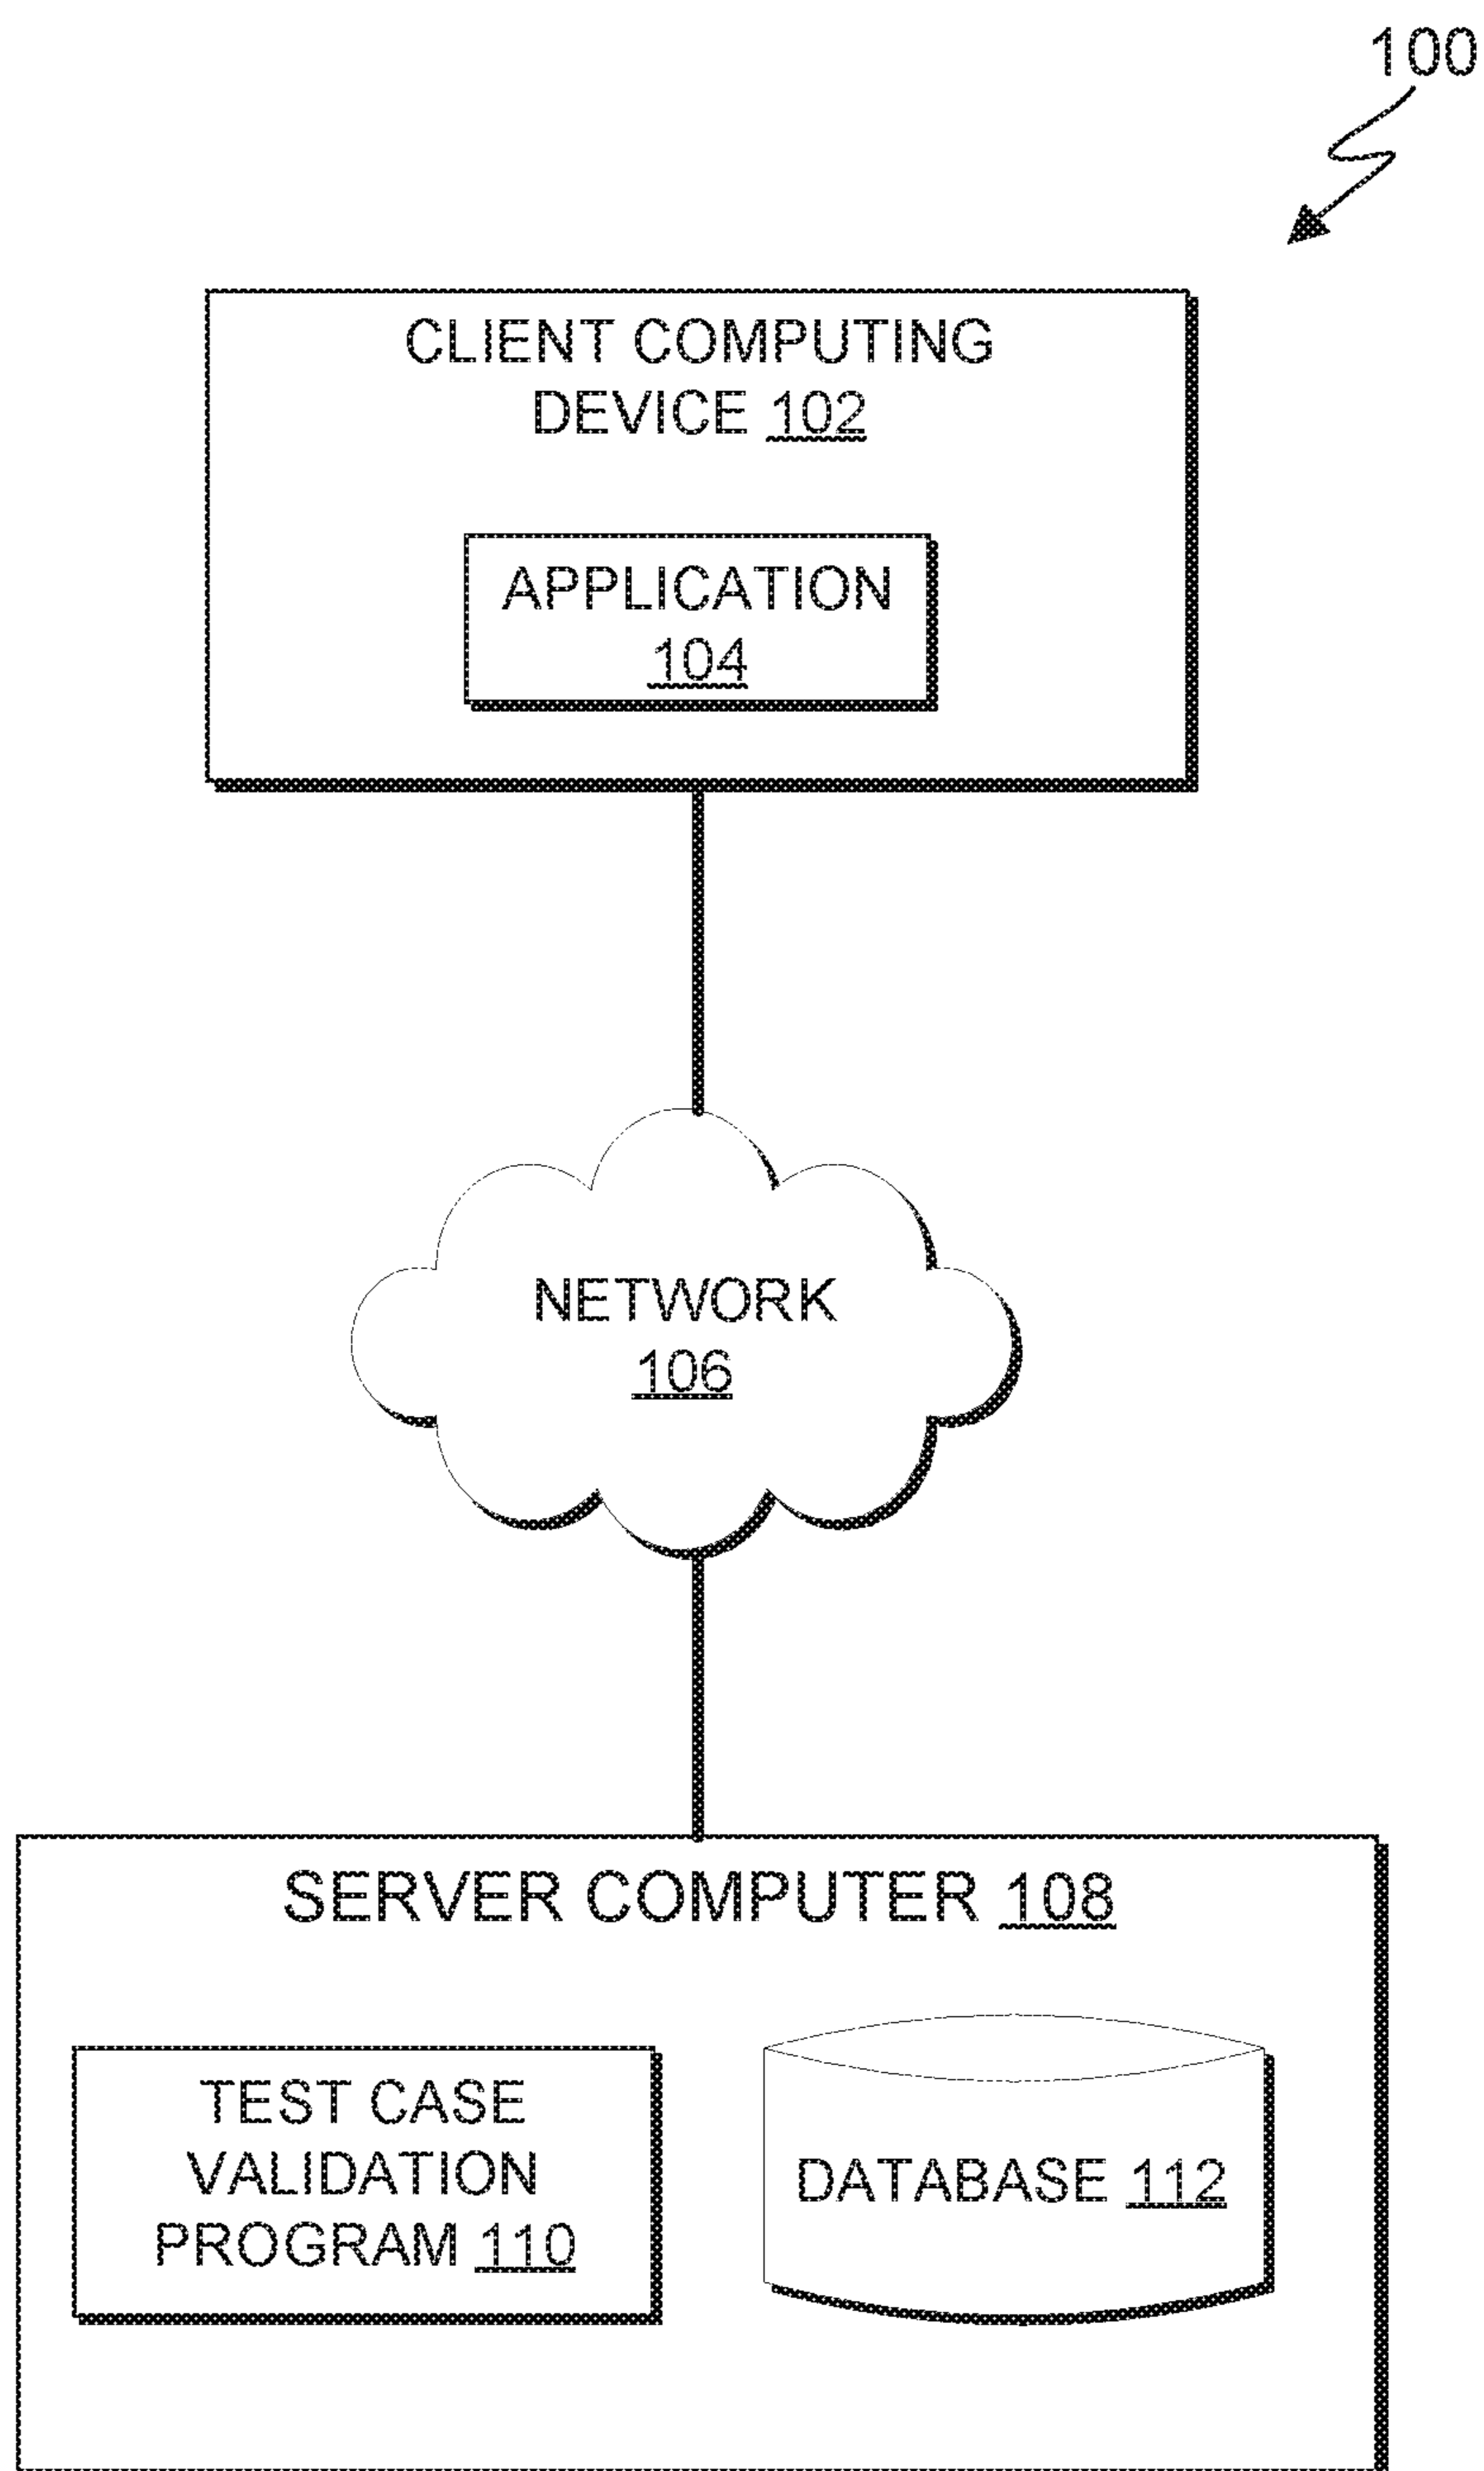 100
CLIENT COMPUTING
DEVICE 102
APPLICATION
104
NETWORK
106
SERVER COMPUTER 108
TEST CASE
VALIDATION
PROGRAM 110
DATABASE 112